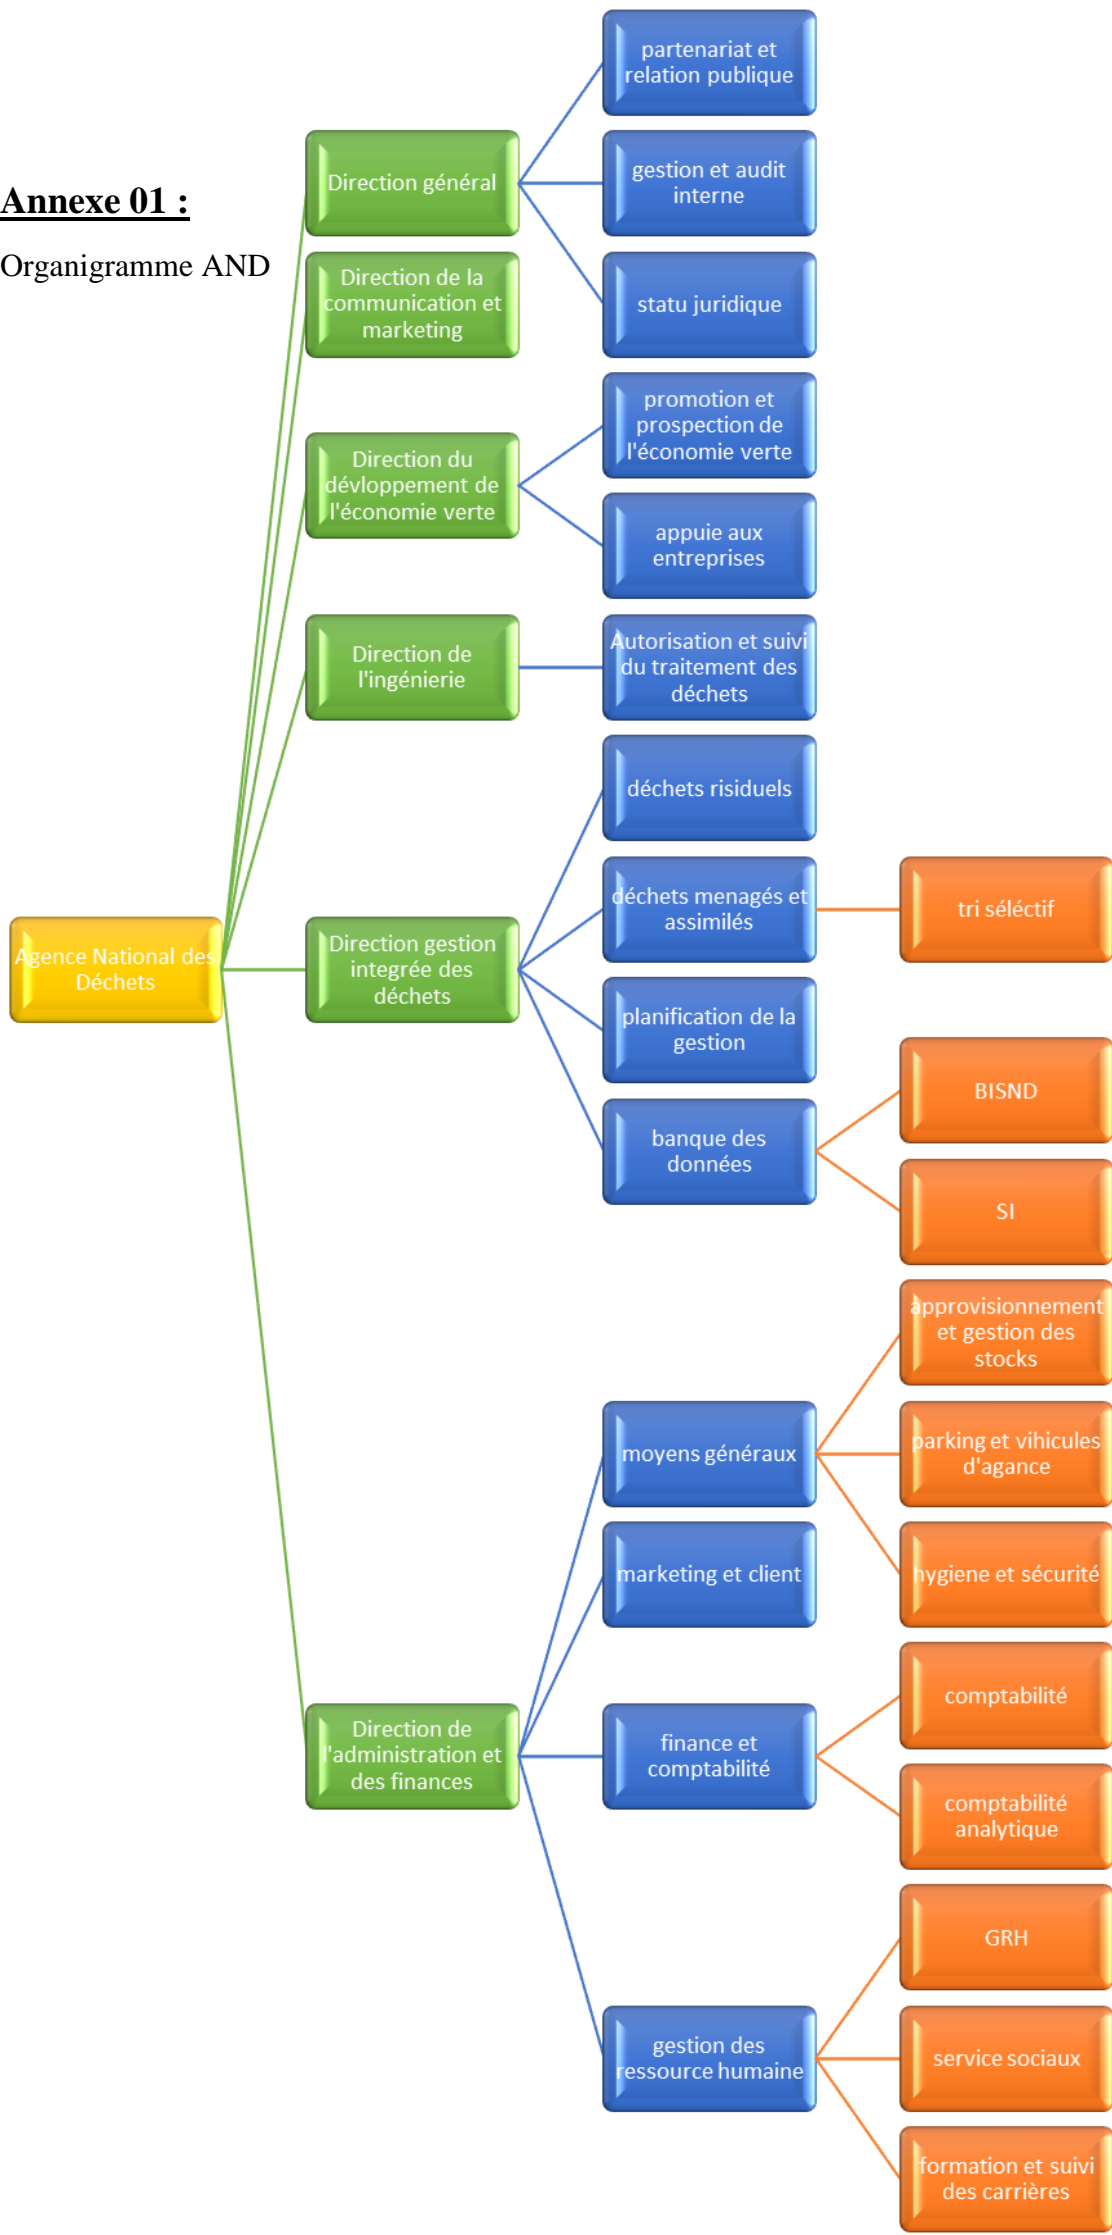 Annexe 01 :
Organigramme AND
Agence National des
Déchets
Direction général
partenariat et
relation publique
gestion et audit
interne
statu juridique
Direction de la
communication et
marketing
Direction du
dévloppement de
l'économie verte
promotion et
prospection de
l'économie verte
appuie aux
entreprises
Direction de
l'ingénierie
Autorisation et suivi
du traitement des
déchets
Direction gestion
integrée des
déchets
déchets risiduels
déchets menagés et
assimilés
tri séléctif
planification de la
gestion
banque des
données
BISND
SI
Direction de
l'administration et
des finances
moyens généraux
approvisionnement
et gestion des
stocks
parking et vihicules
d'agance
hygiene et sécurité
marketing et client
finance et
comptabilité
comptabilité
comptabilité
analytique
gestion des
ressource humaine
GRH
service sociaux
formation et suivi
des carrières